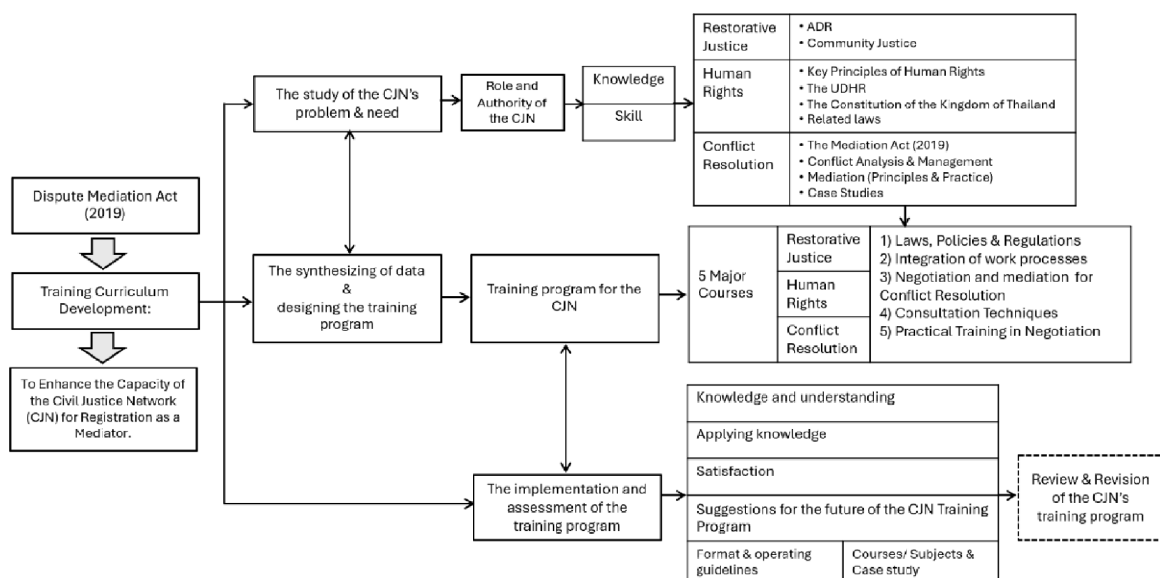 Dispute Mediation Act
(2019)
Training Curriculum
Development:
To Enhance the Capacity of
the Civil Justice Network
(CJN) for Registration as a
Mediator.
The study of the CJN's
problem & need
Role and
Authority of
the CJN
Knowledge
Skill
Restorative
Justice
• ADR
• Community Justice
Human
Rights
• Key Principles of Human Rights
• The UDHR
• The Constitution of the Kingdom of Thailand
• Related laws
Conflict
Resolution
• The Mediation Act (2019)
• Conflict Analysis & Management
• Mediation (Principles & Practice)
• Case Studies
The synthesizing of data
&
designing the training
program
Training program for the
CJN
5 Major
Courses
Restorative
Justice
Human
Rights
Conflict
Resolution
1) Laws, Policies & Regulations
2) Integration of work processes
3) Negotiation and mediation for
Conflict Resolution
4) Consultation Techniques
5) Practical Training in Negotiation
The implementation and
assessment of the
training program
Knowledge and understanding
Applying knowledge
Satisfaction
Suggestions for the future of the CJN Training
Program
Format & operating
guidelines
Courses/ Subjects &
Case study
Review & Revision
of the CJN's
training program